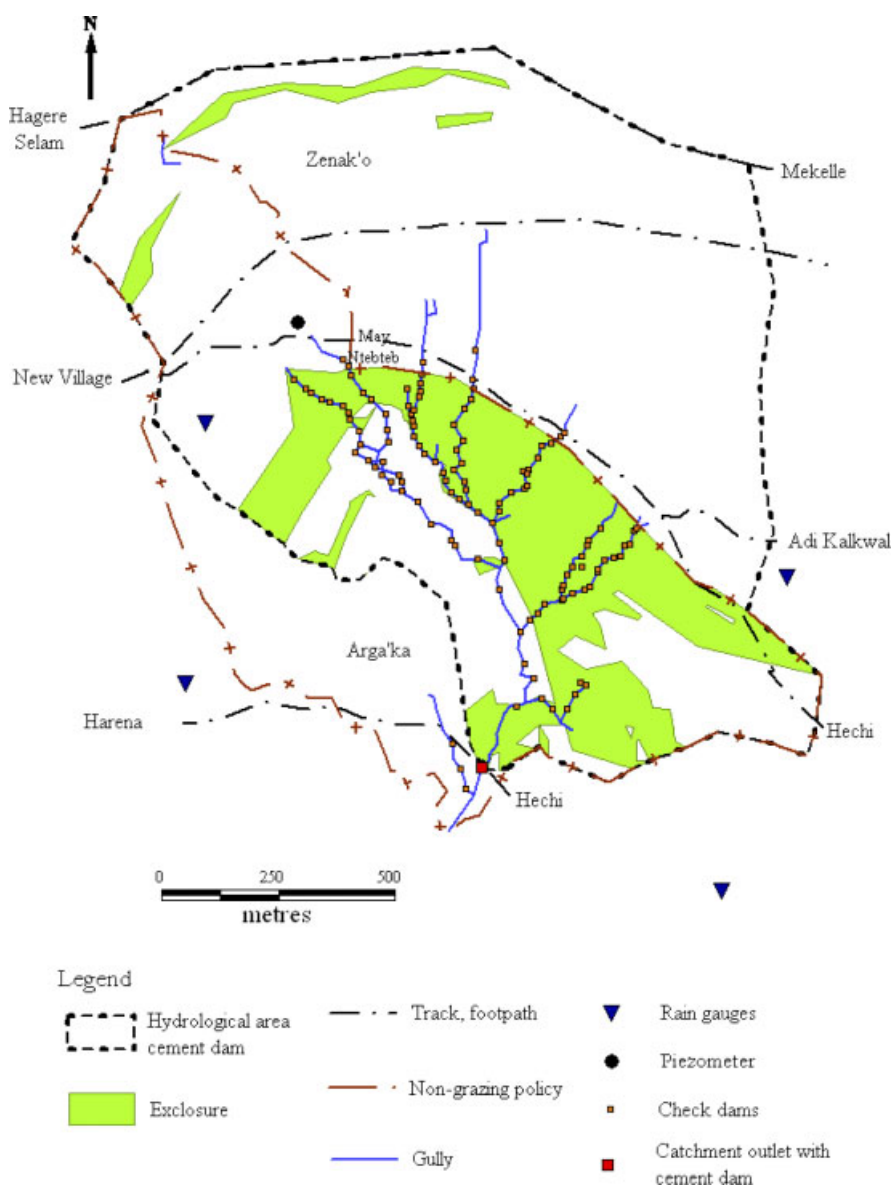 N
Hagere
Selam
Zenak'o
Mekelle
May
Ntebteb
New Village
Adi Kalkwal
Arga'ka
Harena
Hechi
Hechi
0 250 500
metres
Legend
Hydrological area
cement dam
Exclosure
Track, footpath
Non-grazing policy
Gully
Rain gauges
Piezometer
Check dams
Catchment outlet with
cement dam